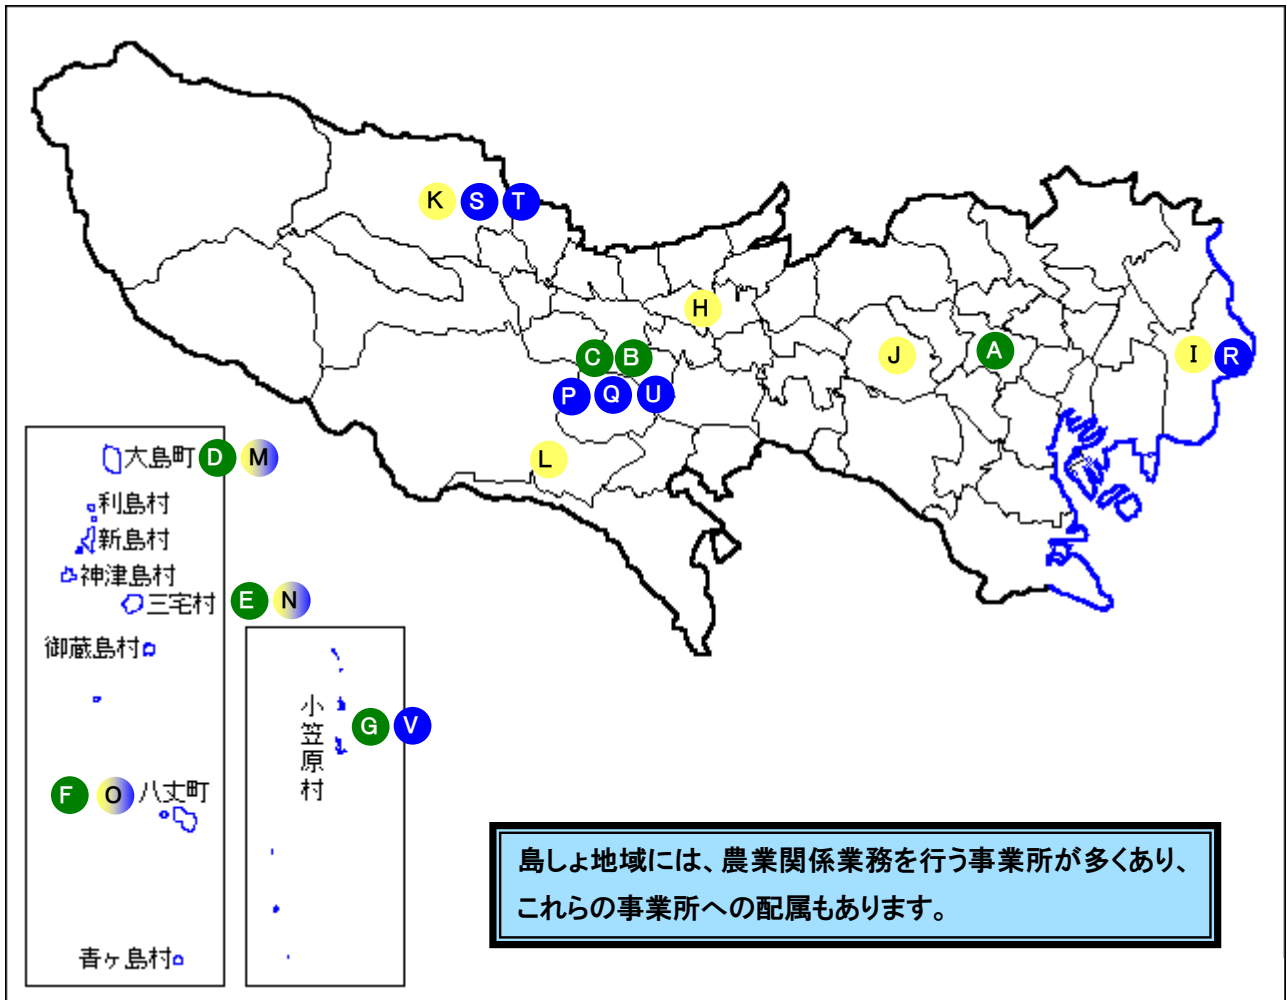 K S T
H
C B
J
A
I R
P Q U
L
大島町 D M
利島村
新島村
神津島村
三宅村 E N
御蔵島村
小笠原村
G V
F O 八丈町
青ヶ島村
島しょ地域には、農業関係業務を行う事業所が多くあり、
これらの事業所への配属もあります。